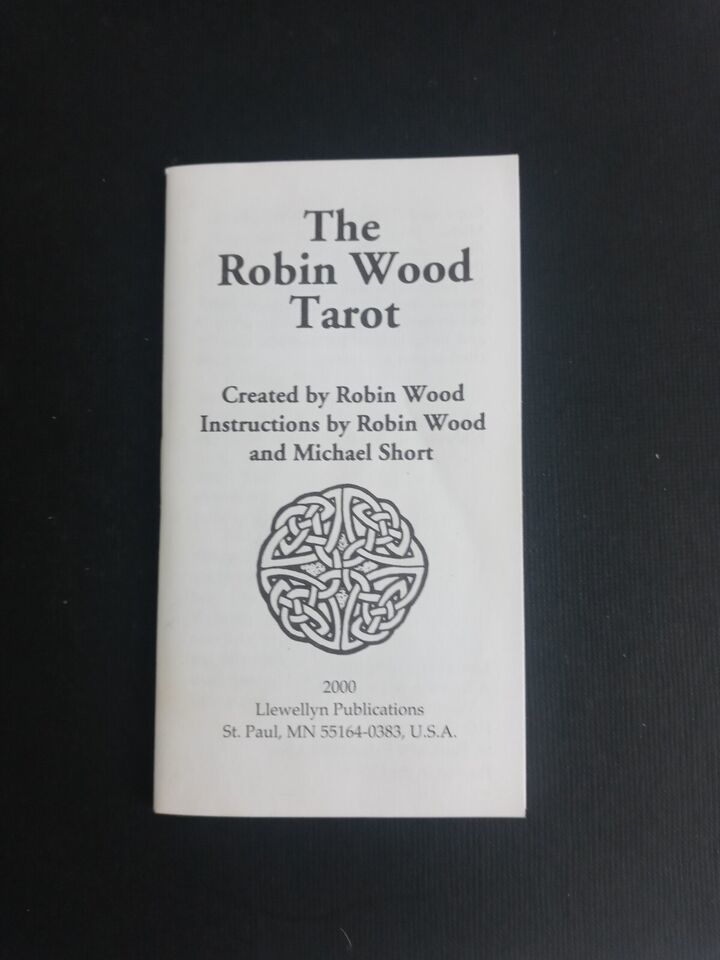 The
Robin Wood
Tarot
Created by Robin Wood
Instructions by Robin Wood
and Michael Short
2000
Llewellyn Publications
St. Paul, MN 55164-0383, U.S.A.